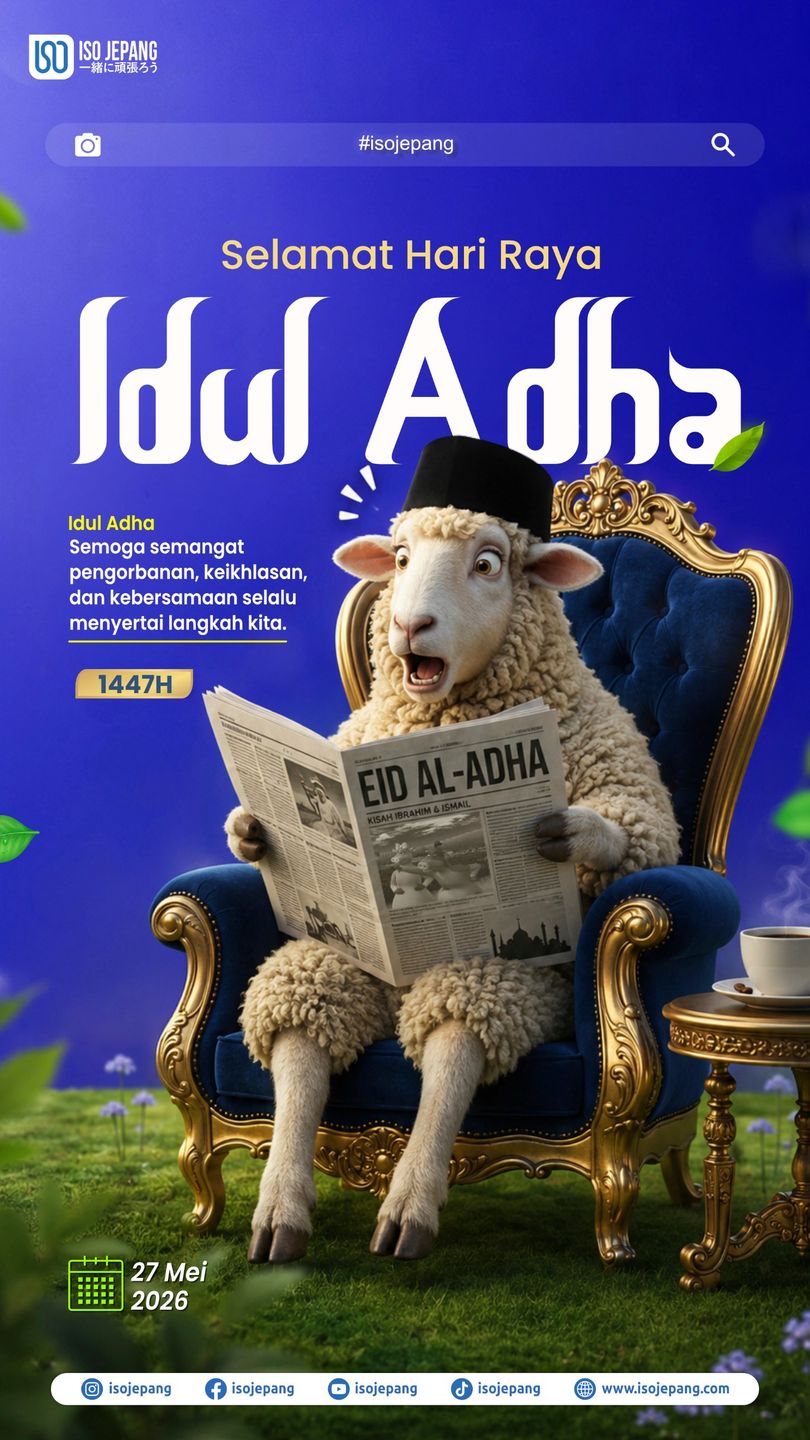 ISO JEPANG
一緒に頑張ろう
#isojepang
Selamat Hari Raya
Idul Adha
Idul Adha
Semoga semangat
pengorbanan, keikhlasan,
dan kebersamaan selalu
menyertai langkah kita.
1447H
EID AL-ADHA
KISAH IBRAHIM & ISMAIL
27 Mei
2026
isojepang
isojepang
isojepang
isojepang
www.isojepang.com